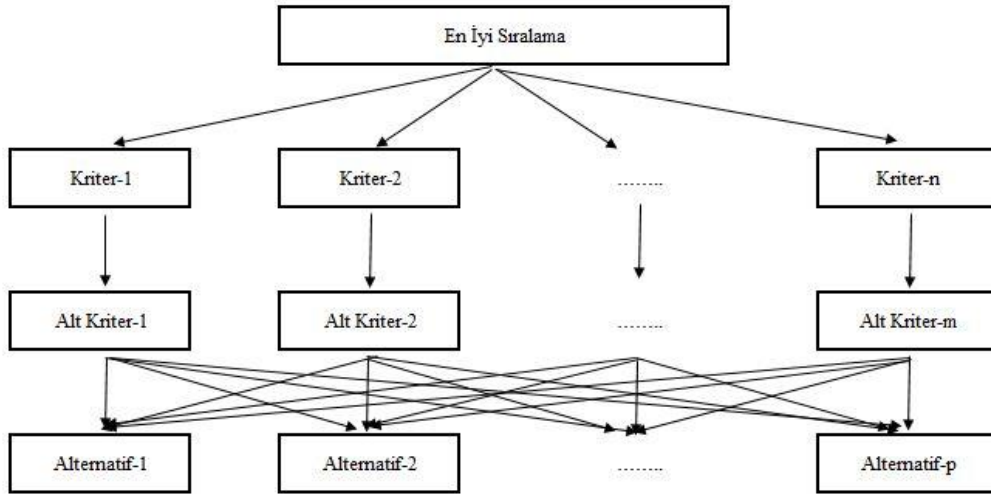 En İyi Sıralama
Kriter-1 Kriter-2 ........ Kriter-n
Alt Kriter-1 Alt Kriter-2 ........ Alt Kriter-m
Alternatif-1 Alternatif-2 ........ Alternatif-p